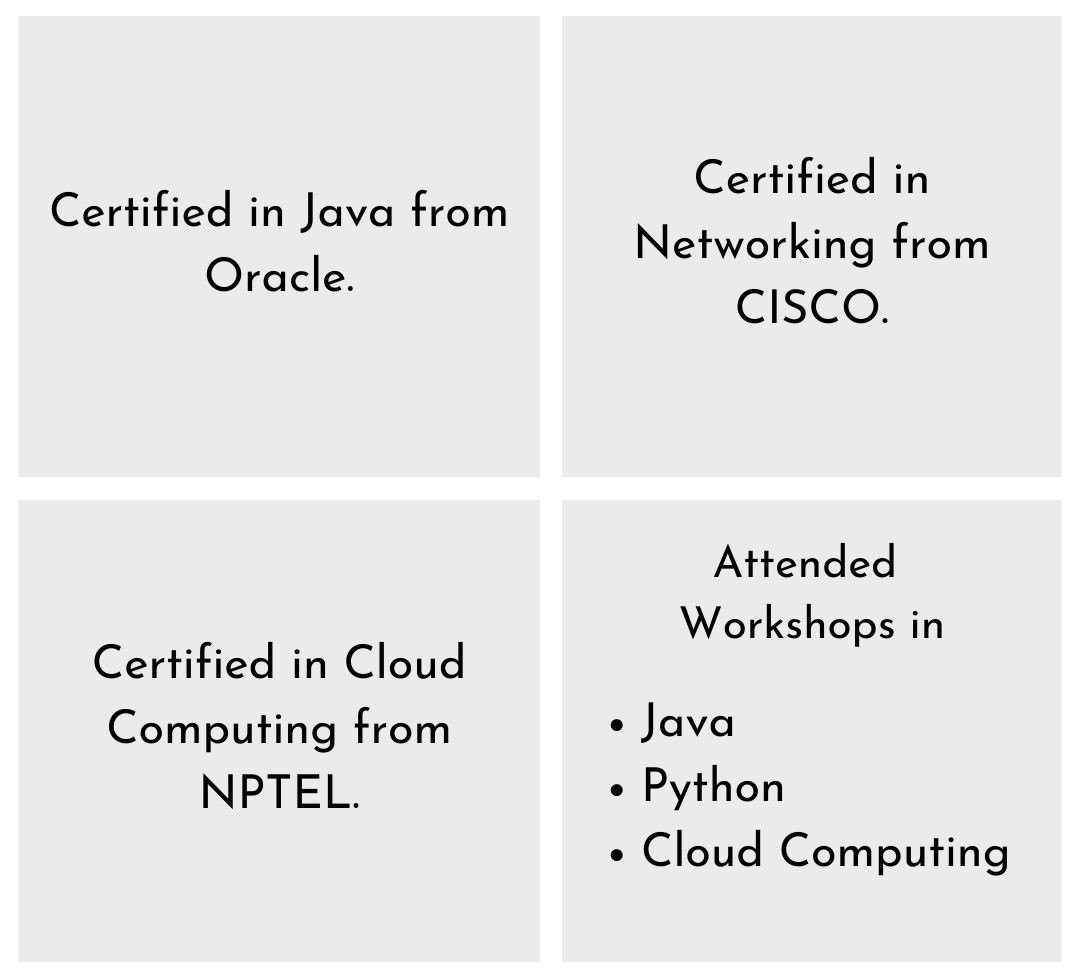 Certified in Java from
Oracle.
Certified in
Networking from
CISCO.
Certified in Cloud
Computing from
NPTEL.
Attended
Workshops in
• Java
• Python
• Cloud Computing